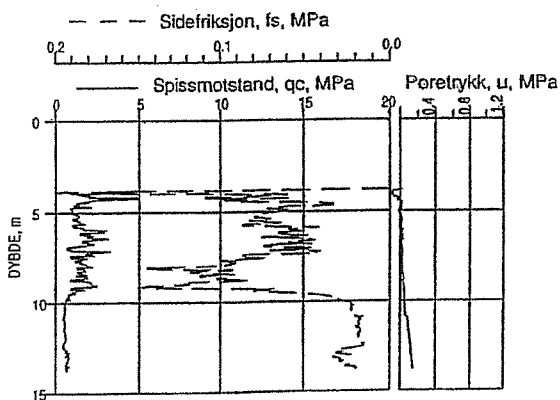 Sidefriksjon, fs, MPa
0,2 0,1 0,0
Spissmotstand, qc, MPa
Poretrykk, u, MPa
0 5 10 15 20
0,4 0,8 1,2
0
5
10
15
DYBDE, m